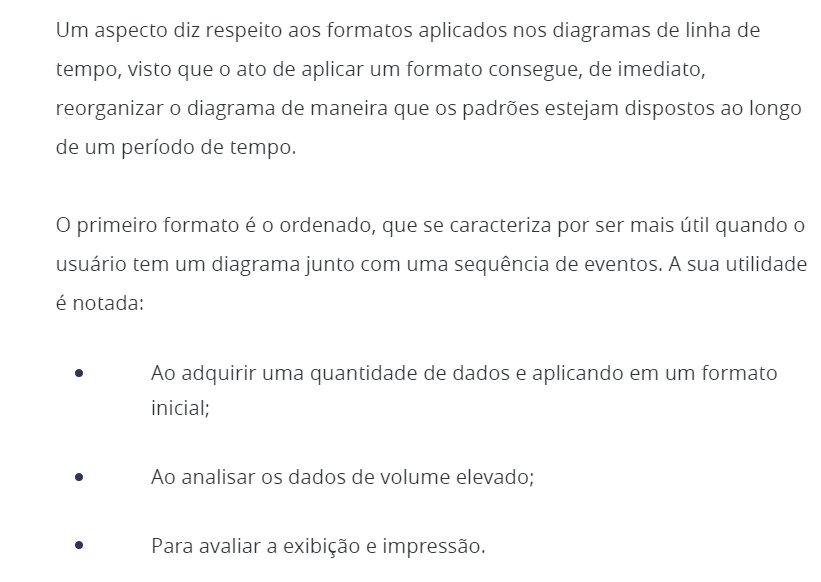 Um aspecto diz respeito aos formatos aplicados nos diagramas de linha de
tempo, visto que o ato de aplicar um formato consegue, de imediato,
reorganizar o diagrama de maneira que os padrões estejam dispostos ao longo
de um período de tempo.
O primeiro formato é o ordenado, que se caracteriza por ser mais útil quando o
usuário tem um diagrama junto com uma sequência de eventos. A sua utilidade
é notada:
• Ao adquirir uma quantidade de dados e aplicando em um formato
inicial;
• Ao analisar os dados de volume elevado;
• Para avaliar a exibição e impressão.